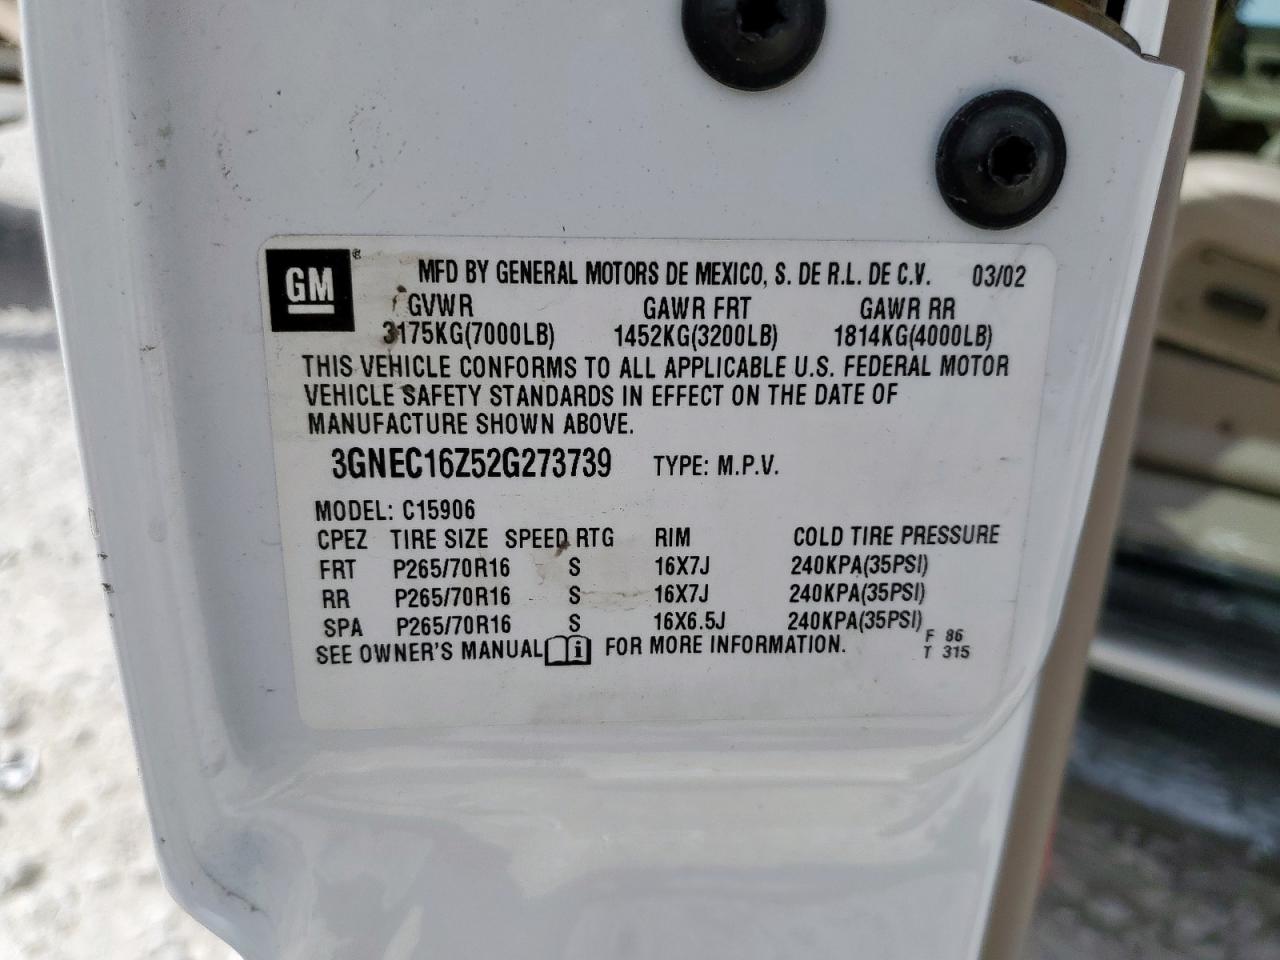 GM® MFD BY GENERAL MOTORS DE MEXICO, S. DE R.L. DE C.V. 03/02
GVWR GAWR FRT GAWR RR
3175KG(7000LB) 1452KG(3200LB) 1814KG(4000LB)
THIS VEHICLE CONFORMS TO ALL APPLICABLE U.S. FEDERAL MOTOR
VEHICLE SAFETY STANDARDS IN EFFECT ON THE DATE OF
MANUFACTURE SHOWN ABOVE.
3GNEC16Z52G273739 TYPE: M.P.V.
MODEL: C15906
CPEZ TIRE SIZE SPEED RTG RIM COLD TIRE PRESSURE
FRT P265/70R16 S 16X7J 240KPA(35PSI)
RR P265/70R16 S 16X7J 240KPA(35PSI)
SPA P265/70R16 S 16X6.5J 240KPA(35PSI)
SEE OWNER'S MANUAL i FOR MORE INFORMATION.
F 86
T 315